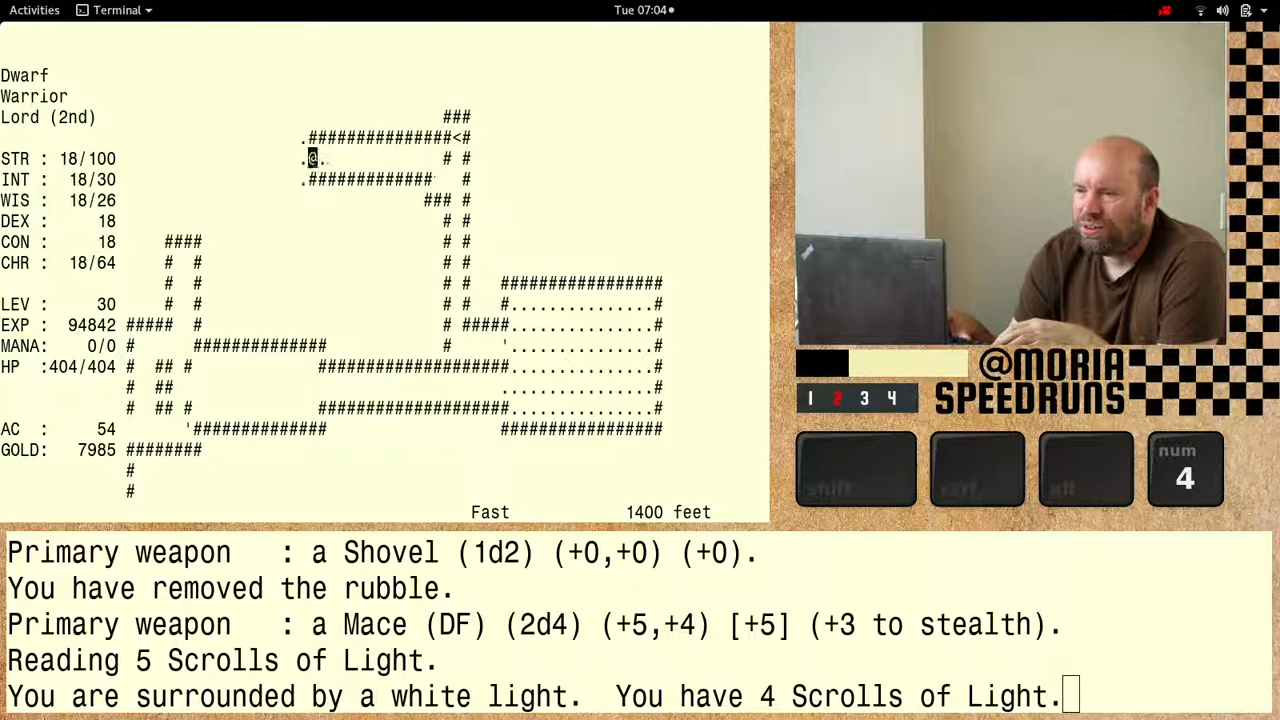 Activities Terminal Tue 07:04
Dwarf
Warrior
Lord (2nd)
###
.###############<#
STR : 18/100 .@. # #
INT : 18/30 .############# #
WIS : 18/26 ### #
DEX : 18 # #
CON : 18 #### # #
CHR : 18/64 # # # #
# # # # #################
LEV : 30 # # # # #...............#
EXP : 94842 ##### # # #####...............#
MANA: 0/0 # ############## # '...............#
HP :404/404 # ## # ####################...............#
# ## ................#
# ## # ####################...............#
AC : 54 '############## #################
GOLD: 7985 ########
#
#
Fast 1400 feet
@MORIA
SPEEDRUNS
1 2 3 4
shift ctrl alt num
4
Primary weapon : a Shovel (1d2) (+0,+0) (+0).
You have removed the rubble.
Primary weapon : a Mace (DF) (2d4) (+5,+4) [+5] (+3 to stealth).
Reading 5 Scrolls of Light.
You are surrounded by a white light. You have 4 Scrolls of Light.